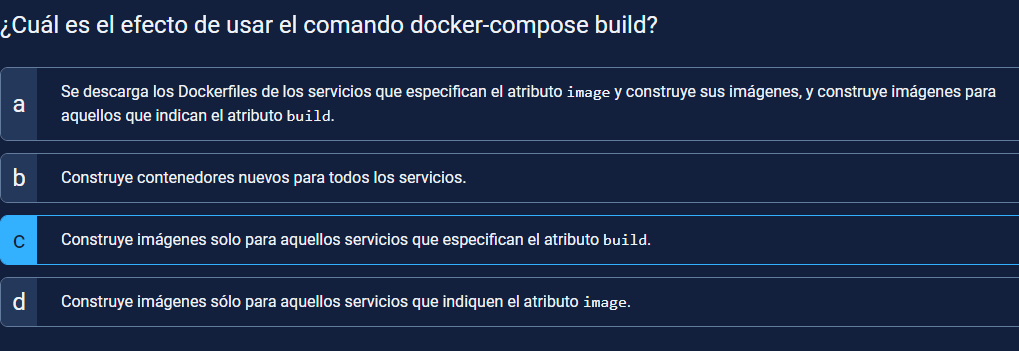 ¿Cuál es el efecto de usar el comando docker-compose build?
a
Se descarga los Dockerfiles de los servicios que especifican el atributo image y construye sus imágenes, y construye imágenes para
aquellos que indican el atributo build.
b
Construye contenedores nuevos para todos los servicios.
c
Construye imágenes solo para aquellos servicios que especifican el atributo build.
d
Construye imágenes sólo para aquellos servicios que indiquen el atributo image.